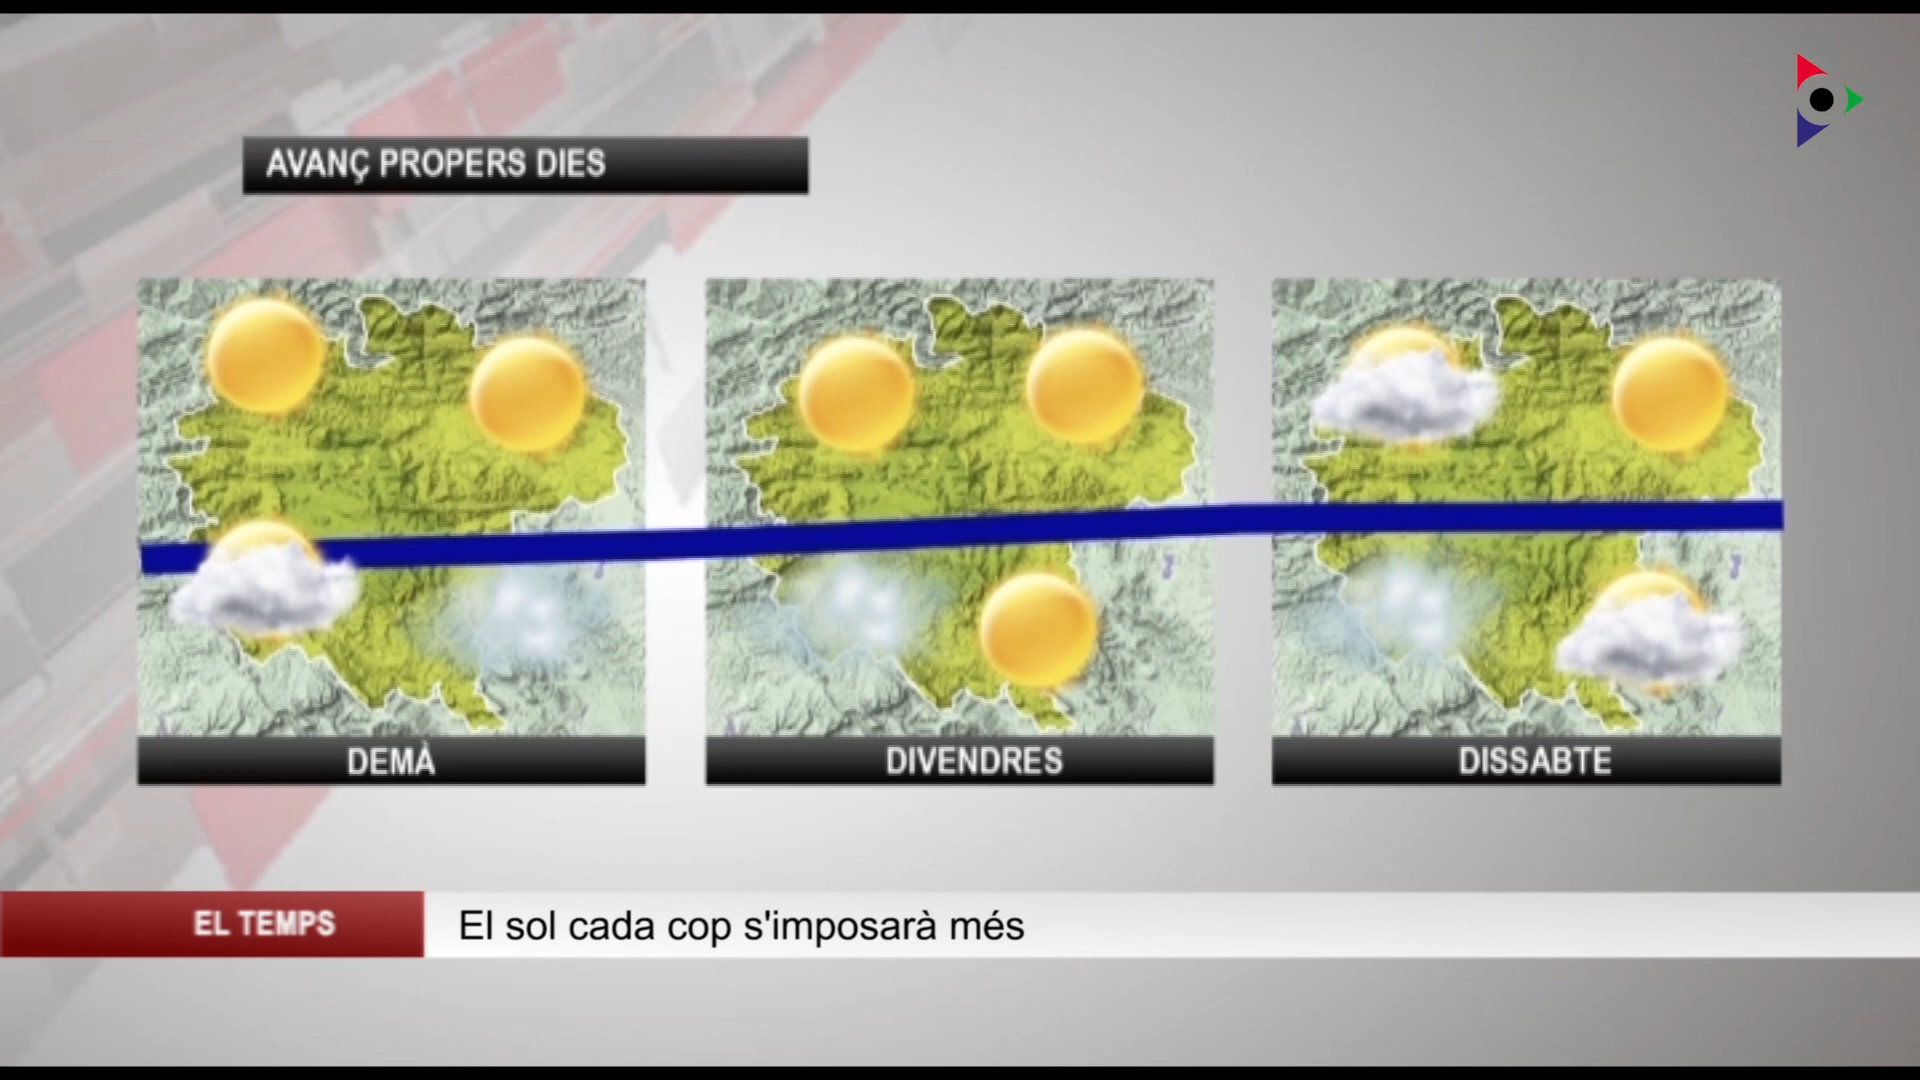 AVANÇ PROPERS DIES
DEMÀ
DIVENDRES
DISSABTE
EL TEMPS
El sol cada cop s'imposarà més